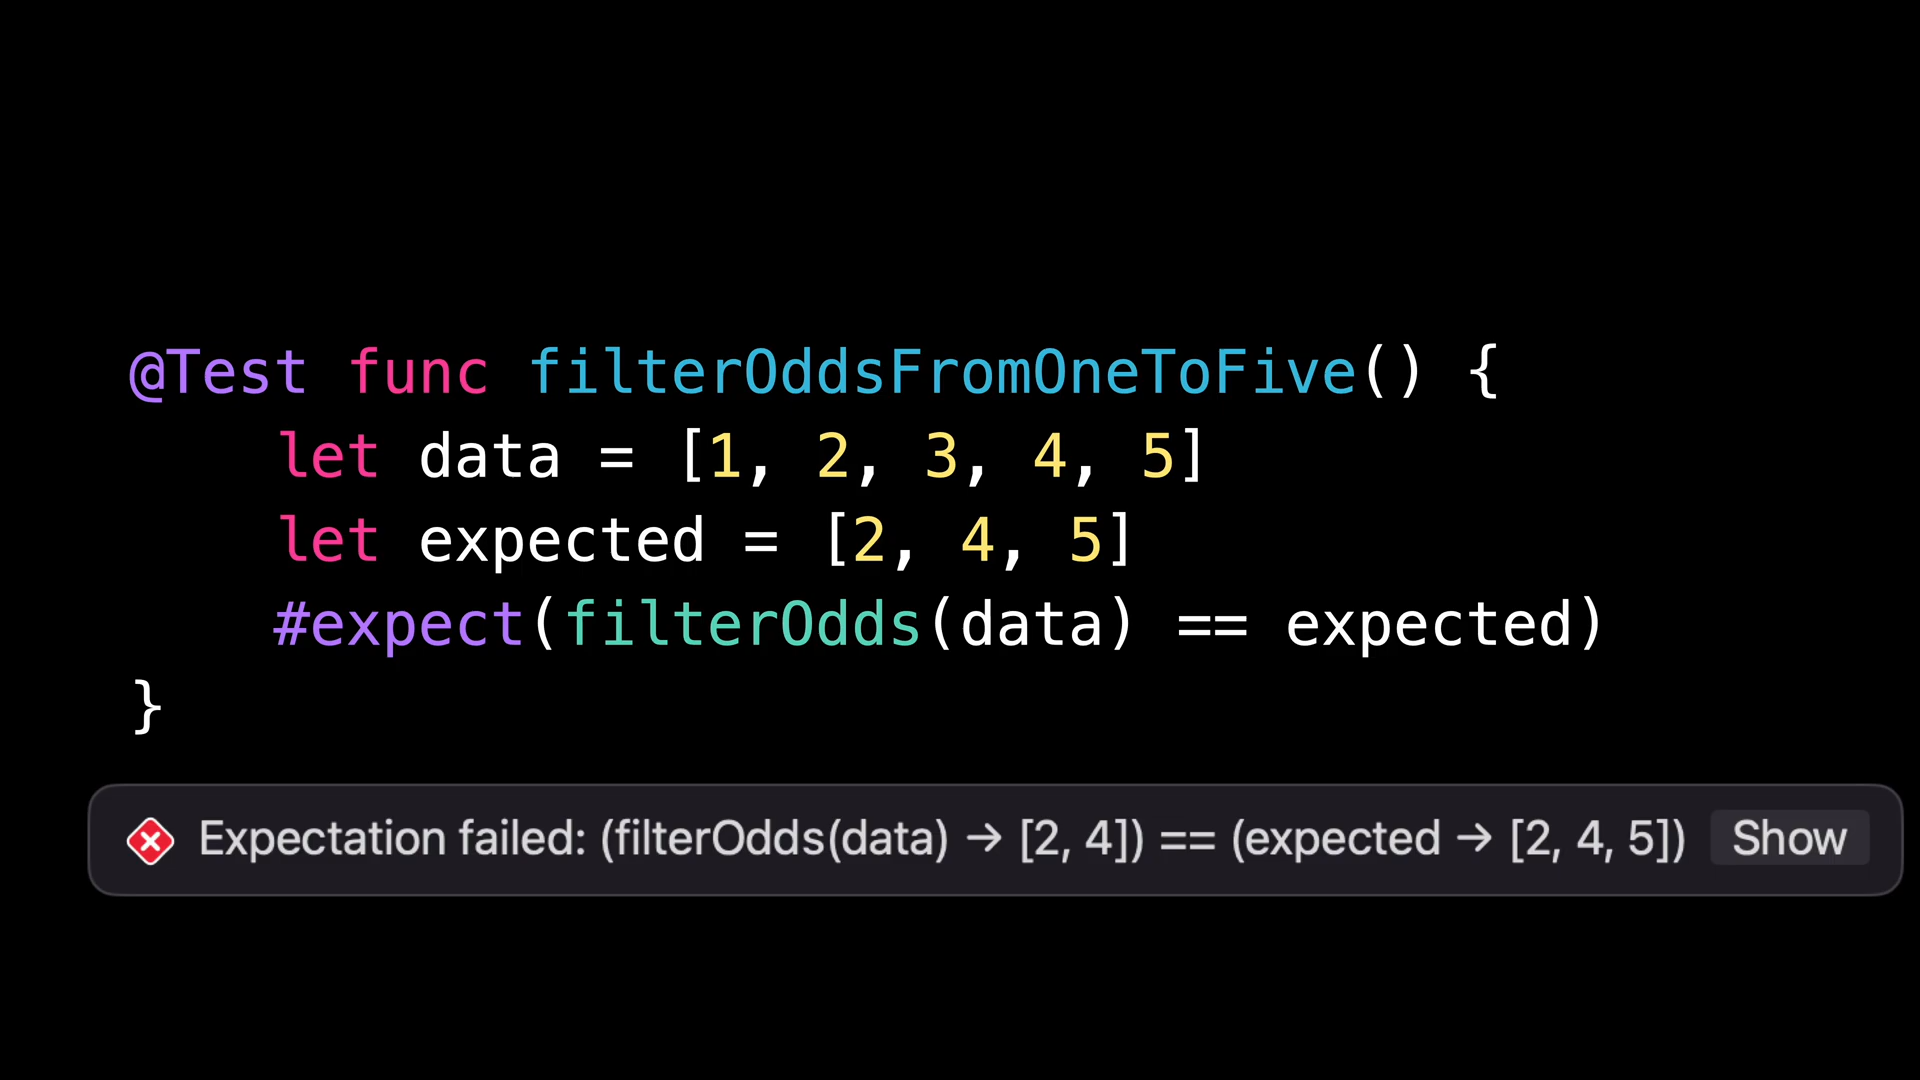 @Test func filterOddsFromOneToFive() {
    let data = [1, 2, 3, 4, 5]
    let expected = [2, 4, 5]
    #expect(filterOdds(data) == expected)
}
Expectation failed: (filterOdds(data) → [2, 4]) == (expected → [2, 4, 5]) Show